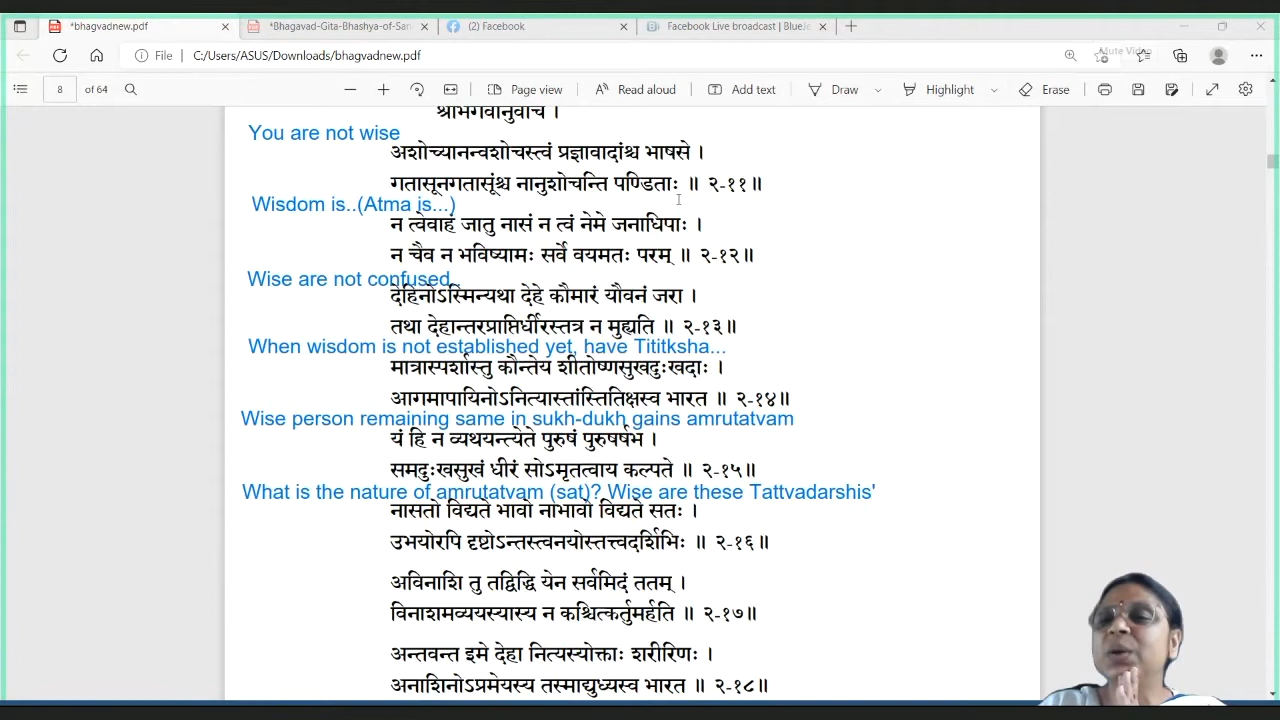 *bhagvadnew.pdf
*Bhagavad-Gita-Bhashya-of-San
(2) Facebook
Facebook Live broadcast | BlueJe
File
C:/Users/ASUS/Downloads/bhagvadnew.pdf
Mute Video
8 of 64
Page view
Read aloud
Add text
Draw
Highlight
Erase
श्रीभगवानुवाच ।
You are not wise
अशोच्यानन्वशोचस्त्वं प्रज्ञावादांश्च भाषसे ।
गतासूनगतासूंश्च नानुशोचन्ति पण्डिताः ॥ २-११॥
Wisdom is..(Atma is...)
न त्वेवाहं जातु नासं न त्वं नेमे जनाधिपाः ।
न चैव न भविष्यामः सर्वे वयमतः परम् ॥ २-१२॥
Wise are not confused
देहिनोऽस्मिन्यथा देहे कौमारं यौवनं जरा ।
तथा देहान्तरप्राप्तिर्धीरस्तत्र न मुह्यति ॥ २-१३॥
When wisdom is not established yet, have Tititksha...
मात्रास्पर्शास्तु कौन्तेय शीतोष्णसुखदुःखदाः ।
आगमापायिनोऽनित्यास्तांस्तितिक्षस्व भारत ॥ २-१४॥
Wise person remaining same in sukh-dukh gains amrutatvam
यं हि न व्यथयन्त्येते पुरुषं पुरुषर्षभ ।
समदुःखसुखं धीरं सोऽमृतत्वाय कल्पते ॥ २-१५॥
What is the nature of amrutatvam (sat)? Wise are these Tattvadarshis'
नासतो विद्यते भावो नाभावो विद्यते सतः ।
उभयोरपि दृष्टोऽन्तस्त्वनयोस्तत्त्वदर्शिभिः ॥ २-१६॥
अविनाशि तु तद्विद्धि येन सर्वमिदं ततम् ।
विनाशमव्ययस्यास्य न कश्चित्कर्तुमर्हति ॥ २-१७॥
अन्तवन्त इमे देहा नित्यस्योक्ताः शरीरिणः ।
अनाशिनोऽप्रमेयस्य तस्माद्युध्यस्व भारत ॥ २-१८॥